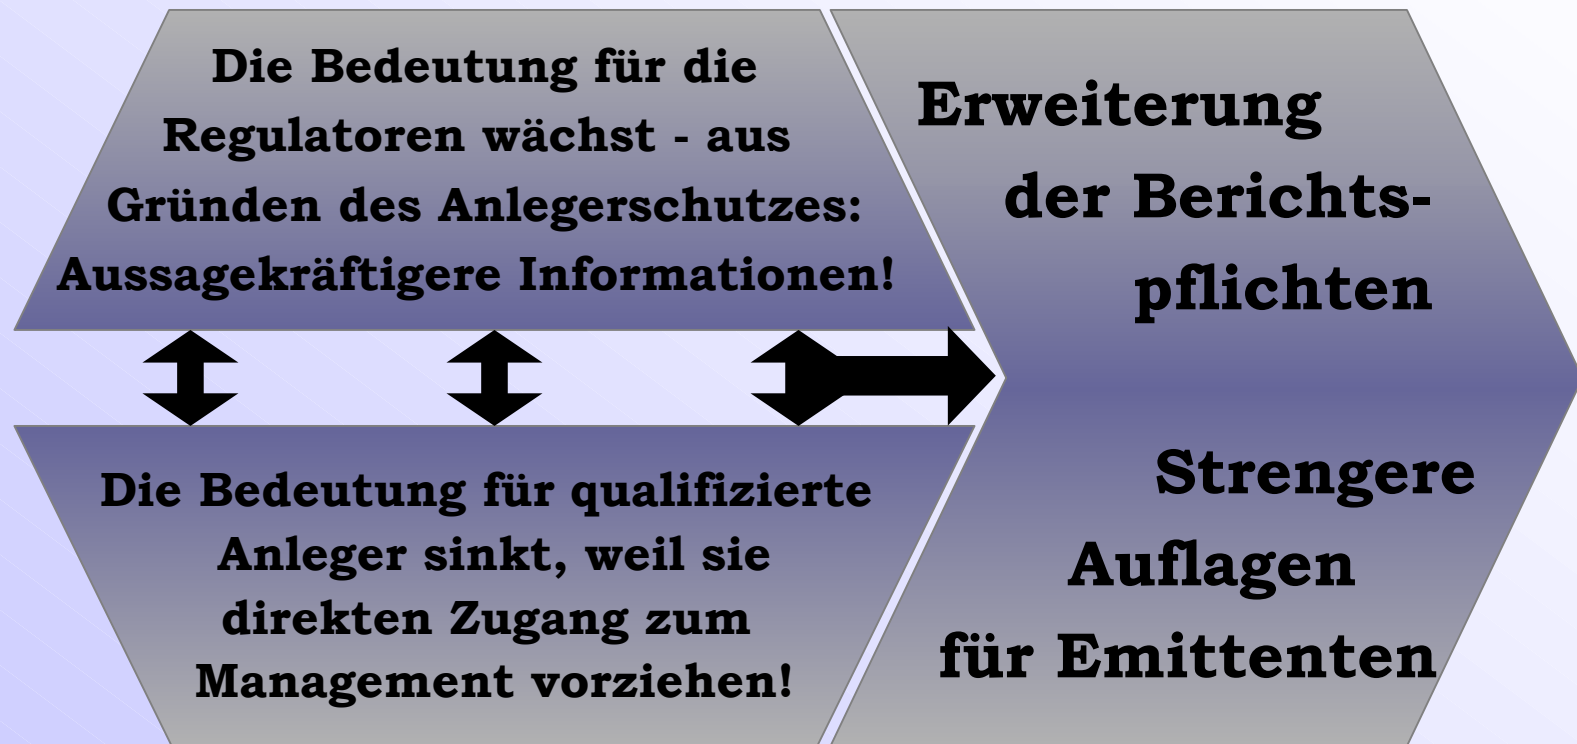 Die Bedeutung für die
Regulatoren wächst - aus
Gründen des Anlegerschutzes:
Aussagekräftigere Informationen!
Die Bedeutung für qualifizierte
Anleger sinkt, weil sie
direkten Zugang zum
Management vorziehen!
Erweiterung
der Berichts-
pflichten
Strengere
Auflagen
für Emittenten